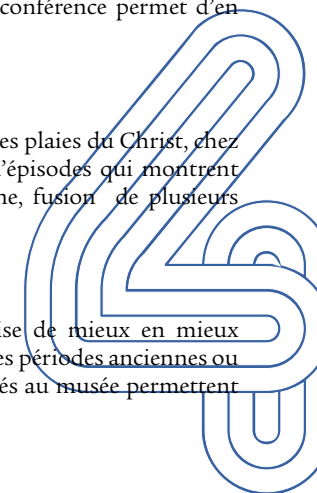 conférence permet d'en
es plaies du Christ, chez
l'épisodes qui montrent
ne, fusion de plusieurs
ise de mieux en mieux
es périodes anciennes ou
és au musée permettent
4